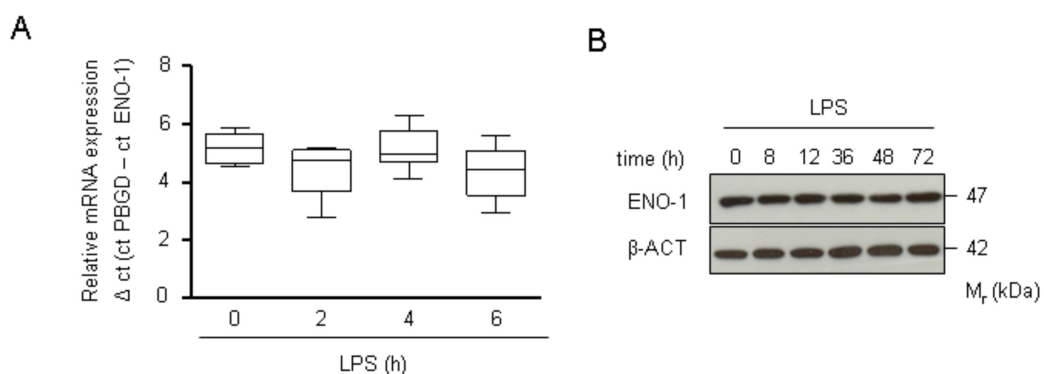 A
Relative mRNA expression
Δ ct (ct PBGD – ct ENO-1)
8
6
4
2
0
0 2 4 6
LPS (h)
B
LPS
time (h) 0 8 12 36 48 72
ENO-1 47
β-ACT 42
Mr (kDa)